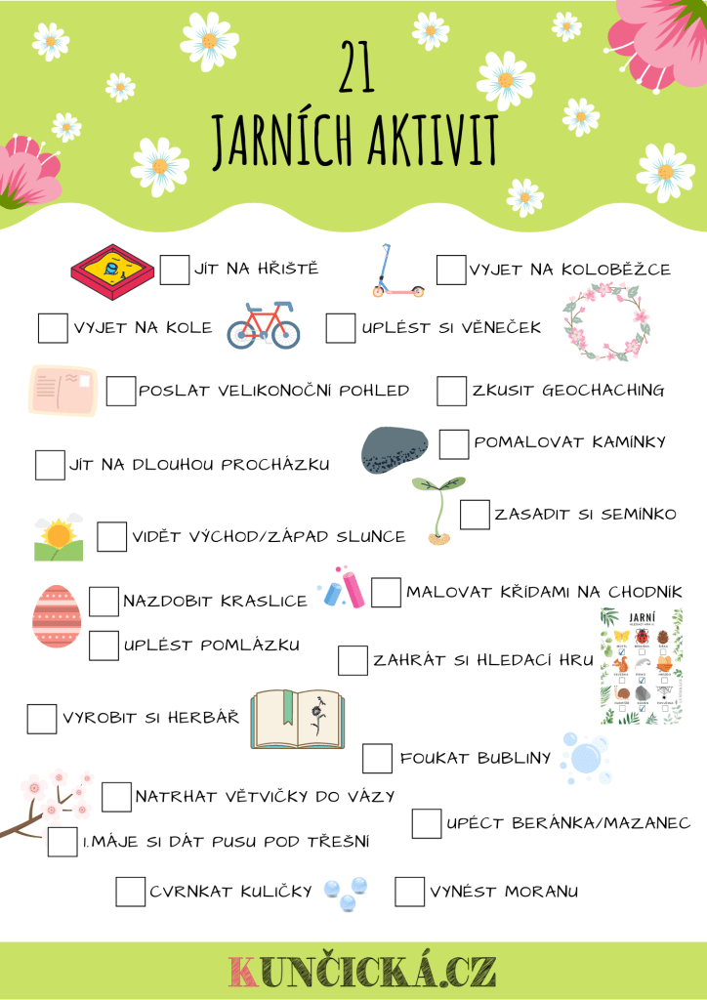 21
JARNÍCH AKTIVIT
JÍT NA HŘIŠTĚ
VYJET NA KOLOBĚŽCE
VYJET NA KOLE
UPLÉST SI VĚNEČEK
POSLAT VELIKONOČNÍ POHLED
ZKUSIT GEOCHACHING
POMALOVAT KAMÍNKY
JÍT NA DLOUHOU PROCHÁZKU
ZASADIT SI SEMÍNKO
VIDĚT VÝCHOD/ZÁPAD SLUNCE
NAZDOBIT KRASLICE
MALOVAT KŘÍDAMI NA CHODNÍK
JARNÍ
UPLÉST POMLÁZKU
ZAHRÁT SI HLEDACÍ HRU
VYROBIT SI HERBÁŘ
FOUKAT BUBLINY
NATRHAT VĚTVIČKY DO VÁZY
UPÉCT BERÁNKA/MAZANEC
1.MÁJE SI DÁT PUSU POD TŘEŠNÍ
CVRNKAT KULIČKY
VYNÉST MORANU
KUNČICKÁ.CZ